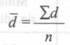 d̄ = Σd / n